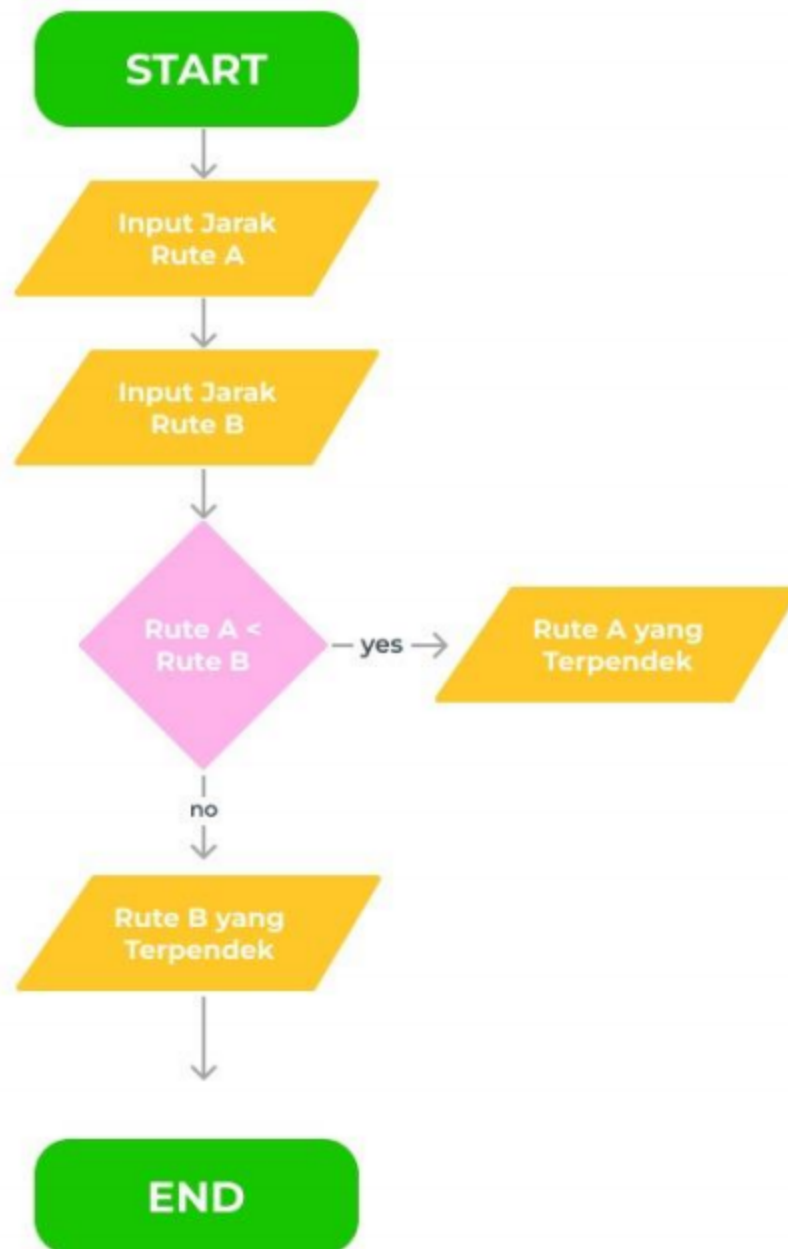 START
Input Jarak
Rute A
Input Jarak
Rute B
Rute A <
Rute B
yes
Rute A yang
Terpendek
no
Rute B yang
Terpendek
END